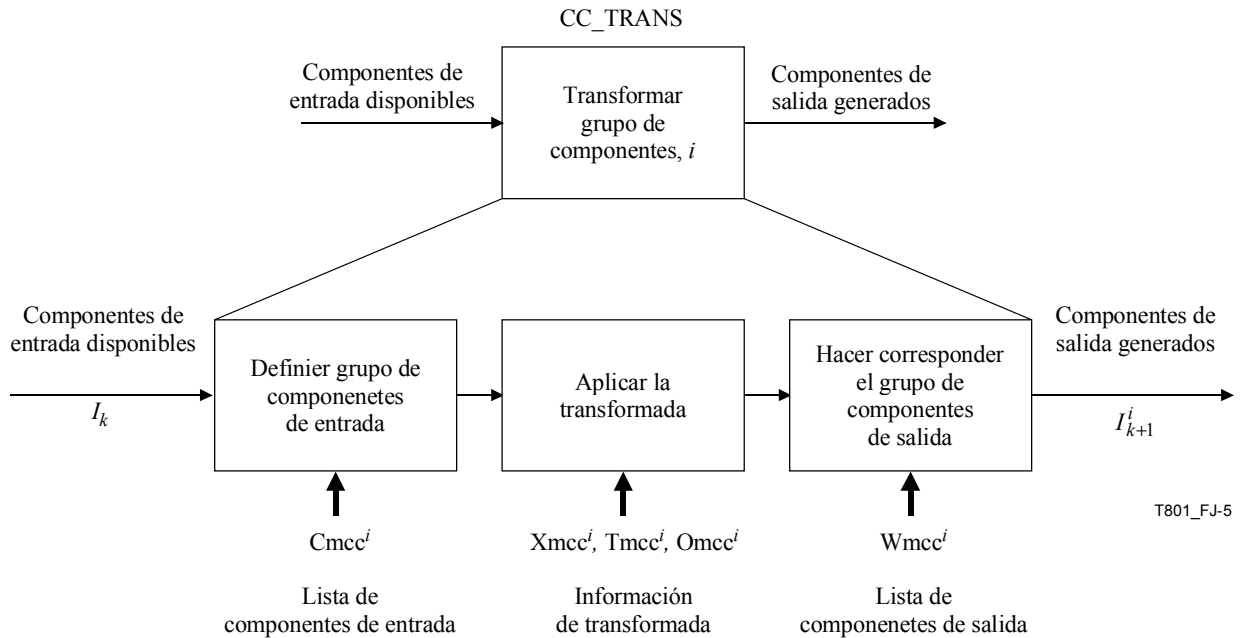 CC_TRANS
Componentes de
entrada disponibles
Transformar
grupo de
componentes, i
Componentes de
salida generados
Componentes de
entrada disponibles
I_k
Definier grupo de
componenetes
de entrada
Aplicar la
transformada
Hacer corresponder
el grupo de
componentes
de salida
Componentes de
salida generados
I^i_{k+1}
T801_FJ-5
Cmcc^i
Xmcc^i, Tmcc^i, Omcc^i
Wmcc^i
Lista de
componentes de entrada
Información
de transformada
Lista de
componenetes de salida